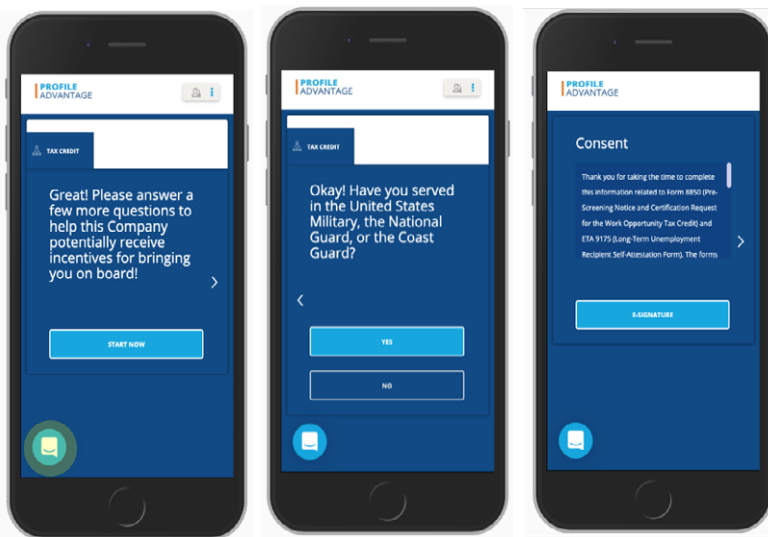 PROFILE
ADVANTAGE
TAX CREDIT
Great! Please answer a
few more questions to
help this Company
potentially receive
incentives for bringing
you on board!
START NOW
PROFILE
ADVANTAGE
TAX CREDIT
Okay! Have you served
in the United States
Military, the National
Guard, or the Coast
Guard?
YES
NO
PROFILE
ADVANTAGE
Consent
Thank you for taking the time to complete
this information related to Form 8850 (Pre-
Screening Notice and Certification Request
for the Work Opportunity Tax Credit) and
ETA 9175 (Long-Term Unemployment
Recipient Self-Attestation Form). The forms
E-SIGNATURE